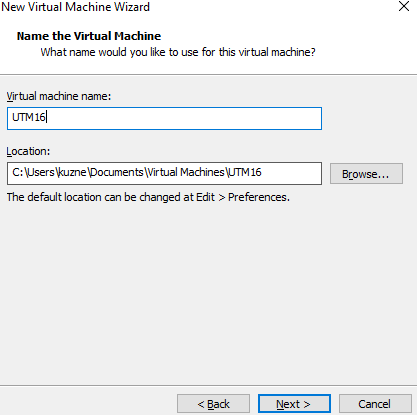 New Virtual Machine Wizard
Name the Virtual Machine
What name would you like to use for this virtual machine?
Virtual machine name:
UTM16
Location:
C:\Users\kuzne\Documents\Virtual Machines\UTM16
Browse...
The default location can be changed at Edit > Preferences.
< Back
Next >
Cancel